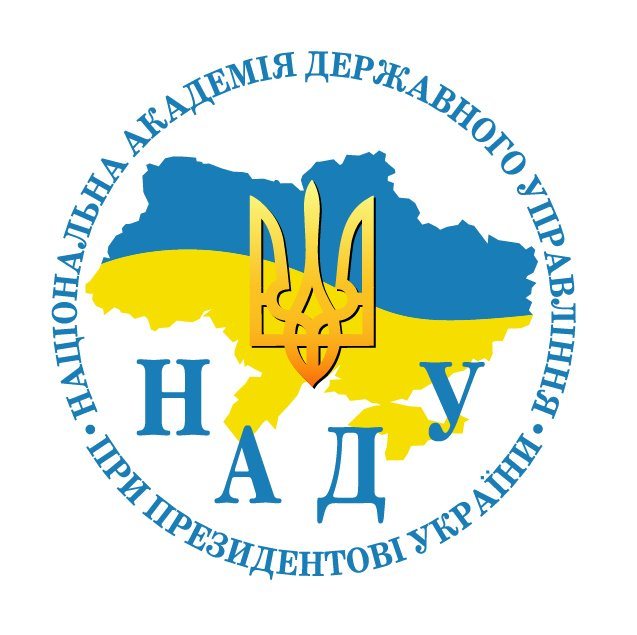 НАЦІОНАЛЬНА АКАДЕМІЯ ДЕРЖАВНОГО УПРАВЛІННЯ
• ПРИ ПРЕЗИДЕНТОВІ УКРАЇНИ •
НАДУ